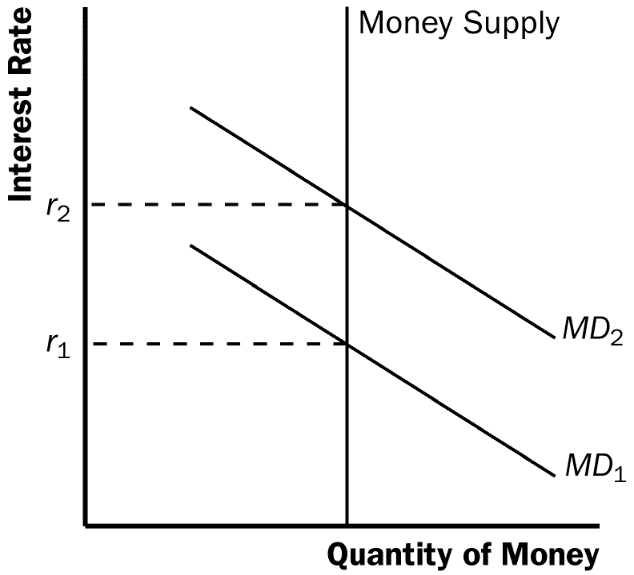 Money Supply
Interest Rate
r2
MD2
r1
MD1
Quantity of Money